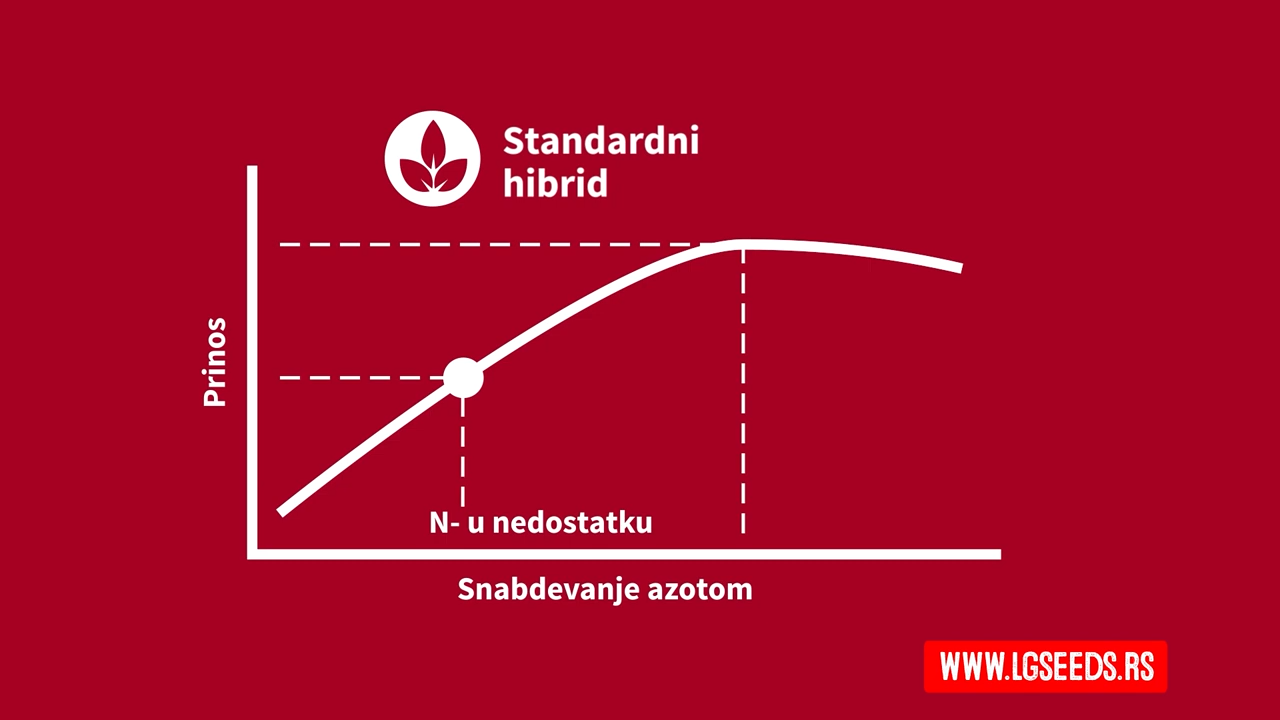 Standardni
hibrid
Prinos
N- u nedostatku
Snabdevanje azotom
WWW.LGSEEDS.RS